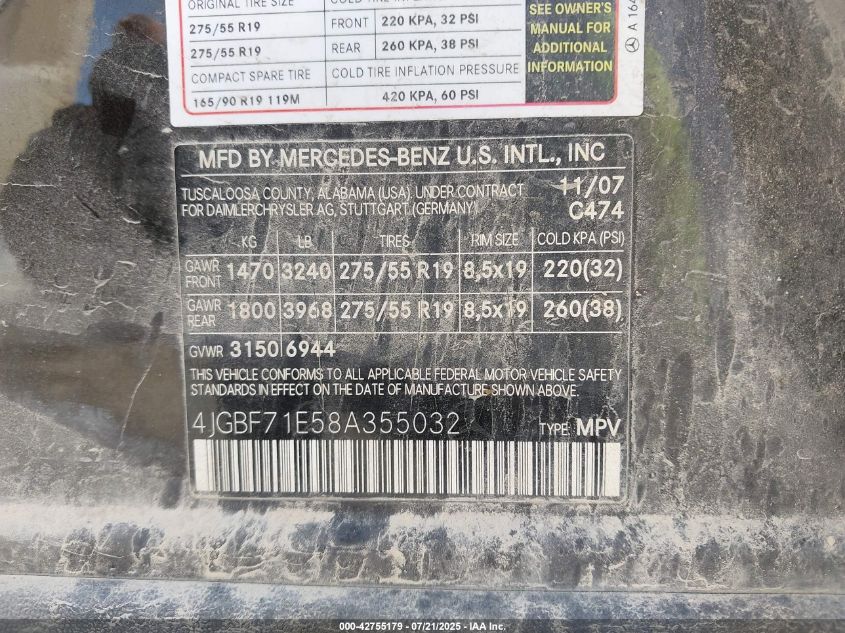 ORIGINAL TIRE SIZE COLD TIRE INFLATION PRESSURE
275/55 R19 FRONT 220 KPA, 32 PSI
275/55 R19 REAR 260 KPA, 38 PSI
COMPACT SPARE TIRE COLD TIRE INFLATION PRESSURE
165/90 R19 119M 420 KPA, 60 PSI
SEE OWNER'S
MANUAL FOR
ADDITIONAL
INFORMATION
A 164
MFD BY MERCEDES-BENZ U.S. INTL., INC
TUSCALOOSA COUNTY, ALABAMA (USA). UNDER CONTRACT 11/07
FOR DAIMLERCHRYSLER AG, STUTTGART (GERMANY) C474
KG LB TIRES RIM SIZE COLD KPA (PSI)
GAWR FRONT 1470 3240 275/55 R19 8,5x19 220(32)
GAWR REAR 1800 3968 275/55 R19 8,5x19 260(38)
GVWR 3150 6944
THIS VEHICLE CONFORMS TO ALL APPLICABLE FEDERAL MOTOR VEHICLE SAFETY
STANDARDS IN EFFECT ON THE DATE OF MANUFACTURE SHOWN ABOVE.
4JGBF71E58A355032 TYPE: MPV
000-42755179 - 07/21/2025 - IAA Inc.